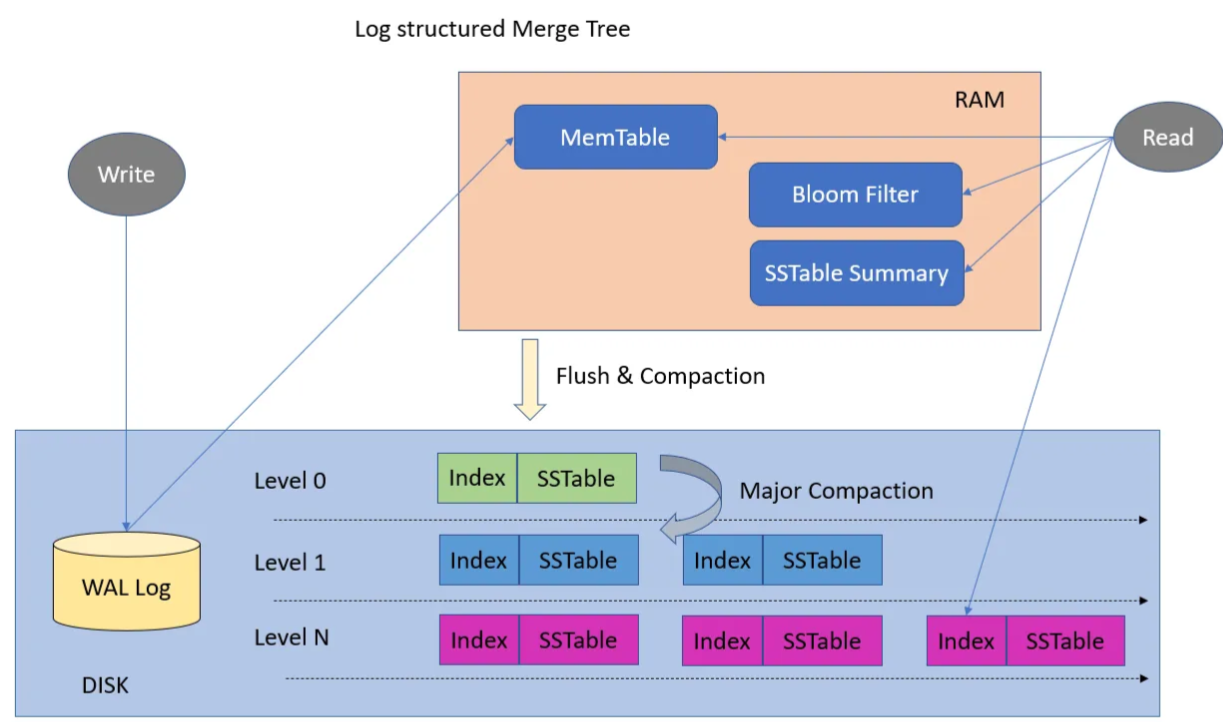 Log structured Merge Tree
RAM
MemTable
Read
Write
Bloom Filter
SSTable Summary
Flush & Compaction
Level 0
Index
SSTable
Major Compaction
Level 1
Index
SSTable
Index
SSTable
WAL Log
Level N
Index
SSTable
Index
SSTable
Index
SSTable
DISK